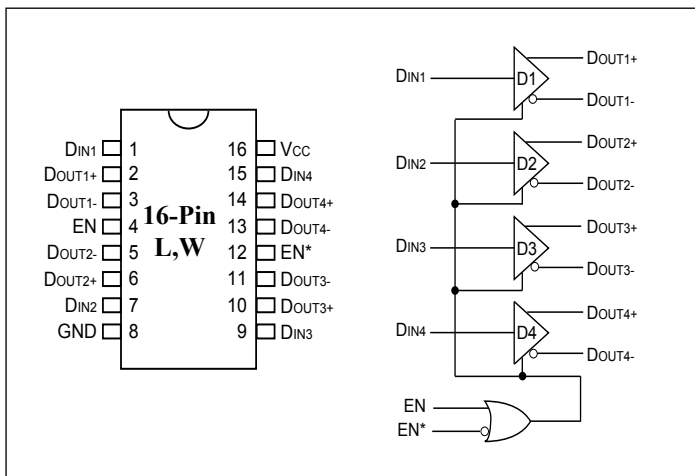 DIN1 1 16 VCC
DOUT1+ 2 15 DIN4
DOUT1- 3 14 DOUT4+
EN 4 13 DOUT4-
DOUT2- 5 12 EN*
DOUT2+ 6 11 DOUT3-
DIN2 7 10 DOUT3+
GND 8 9 DIN3
16-Pin
L,W
DIN1 D1 DOUT1+
DOUT1-
DIN2 D2 DOUT2+
DOUT2-
DIN3 D3 DOUT3+
DOUT3-
DIN4 D4 DOUT4+
DOUT4-
EN
EN*